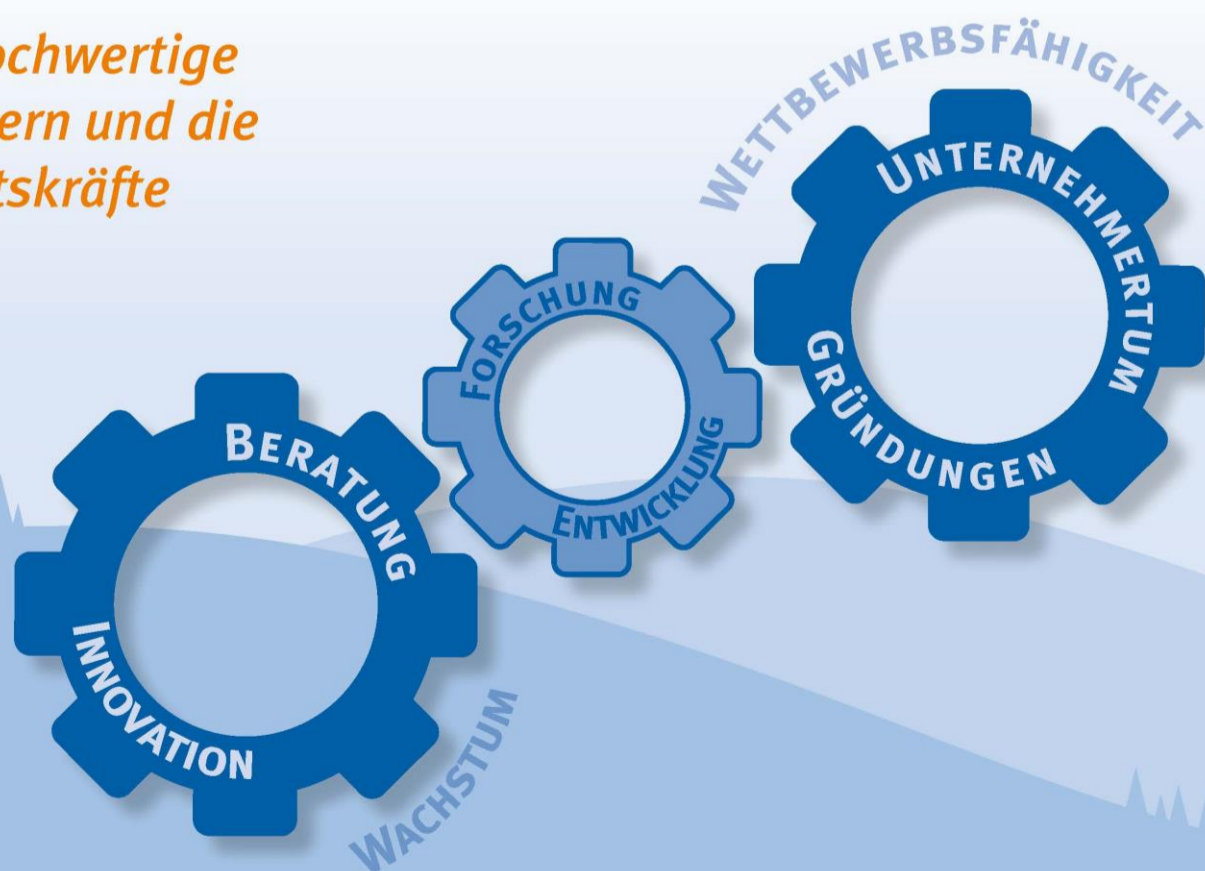 ochwertige
ern und die
tskräfte
WETTBEWERBSFÄHIGKEIT
UNTERNEHMERTUM
GRÜNDUNGEN
FORSCHUNG
ENTWICKLUNG
BERATUNG
INNOVATION
WACHSTUM